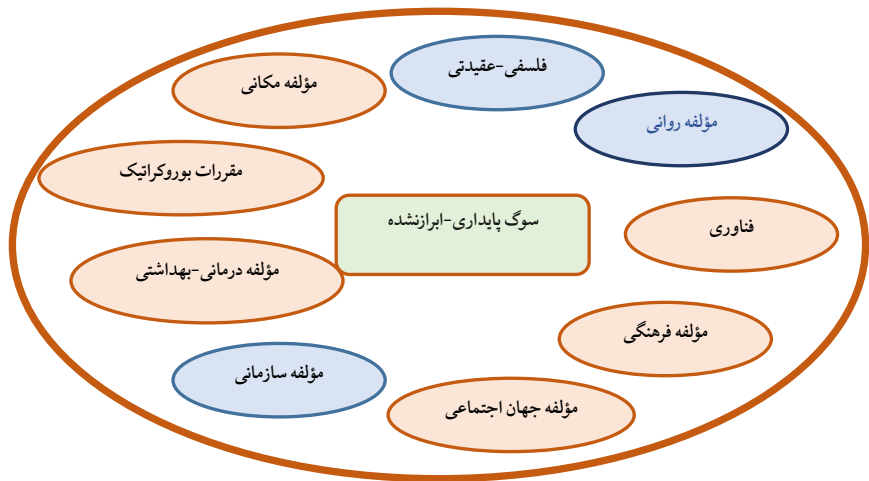 فلسفی-عقیدتی
مؤلفه مکانی
مؤلفه روانی
مقررات بوروکراتیک
سوگ پایداری-ابرازنشده
فناوری
مؤلفه درمانی-بهداشتی
مؤلفه فرهنگی
مؤلفه سازمانی
مؤلفه جهان اجتماعی